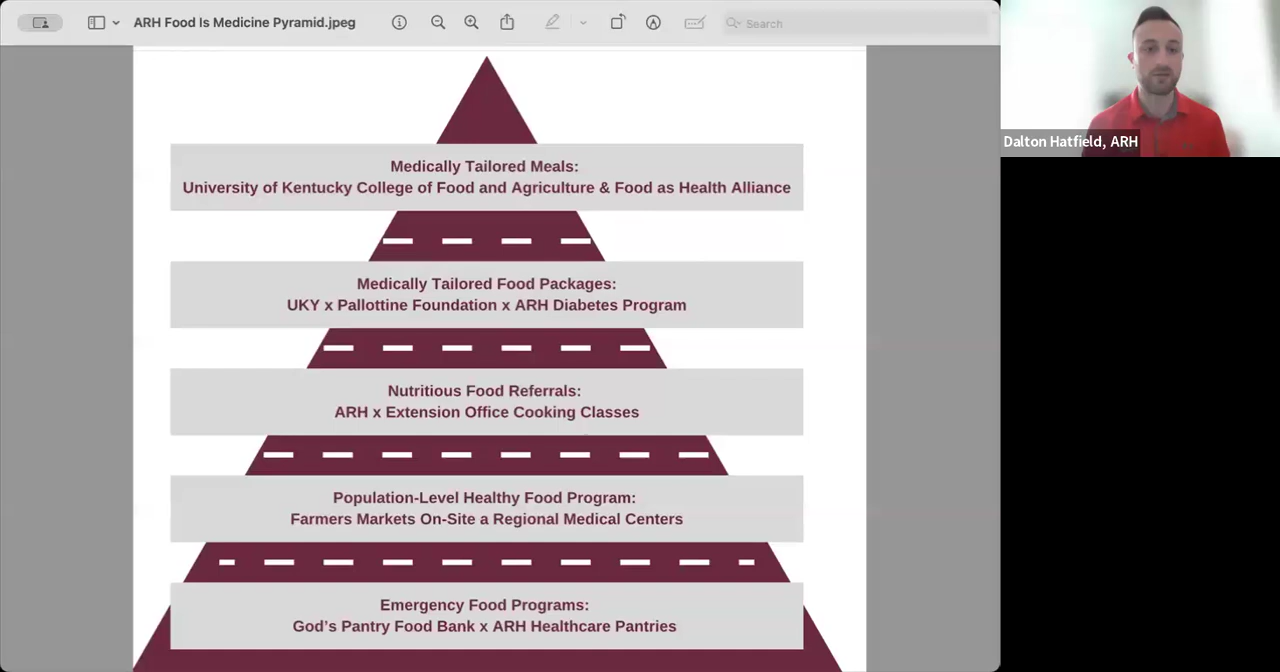 ARH Food Is Medicine Pyramid.jpeg
Search
Dalton Hatfield, ARH
Medically Tailored Meals:
University of Kentucky College of Food and Agriculture & Food as Health Alliance
Medically Tailored Food Packages:
UKY x Pallottine Foundation x ARH Diabetes Program
Nutritious Food Referrals:
ARH x Extension Office Cooking Classes
Population-Level Healthy Food Program:
Farmers Markets On-Site a Regional Medical Centers
Emergency Food Programs:
God's Pantry Food Bank x ARH Healthcare Pantries